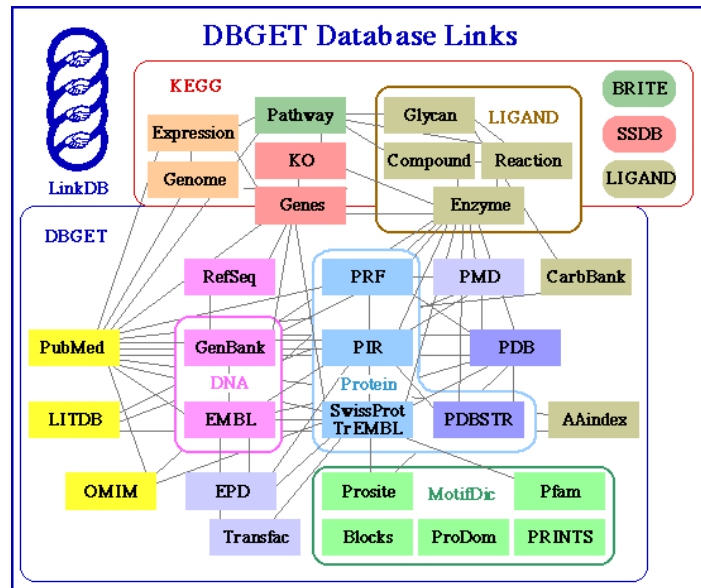 DBGET Database Links
KEGG
BRITE
Pathway
Glycan
LIGAND
Expression
SSDB
KO
Compound
Reaction
Genome
LinkDB
LIGAND
Genes
Enzyme
DBGET
RefSeq
PRF
PMD
CarbBank
PubMed
GenBank
PIR
PDB
DNA
Protein
LITDB
EMBL
SwissProt
TrEMBL
PDBSTR
AAindex
OMIM
EPD
Prosite
MotifDic
Pfam
Transfac
Blocks
ProDom
PRINTS